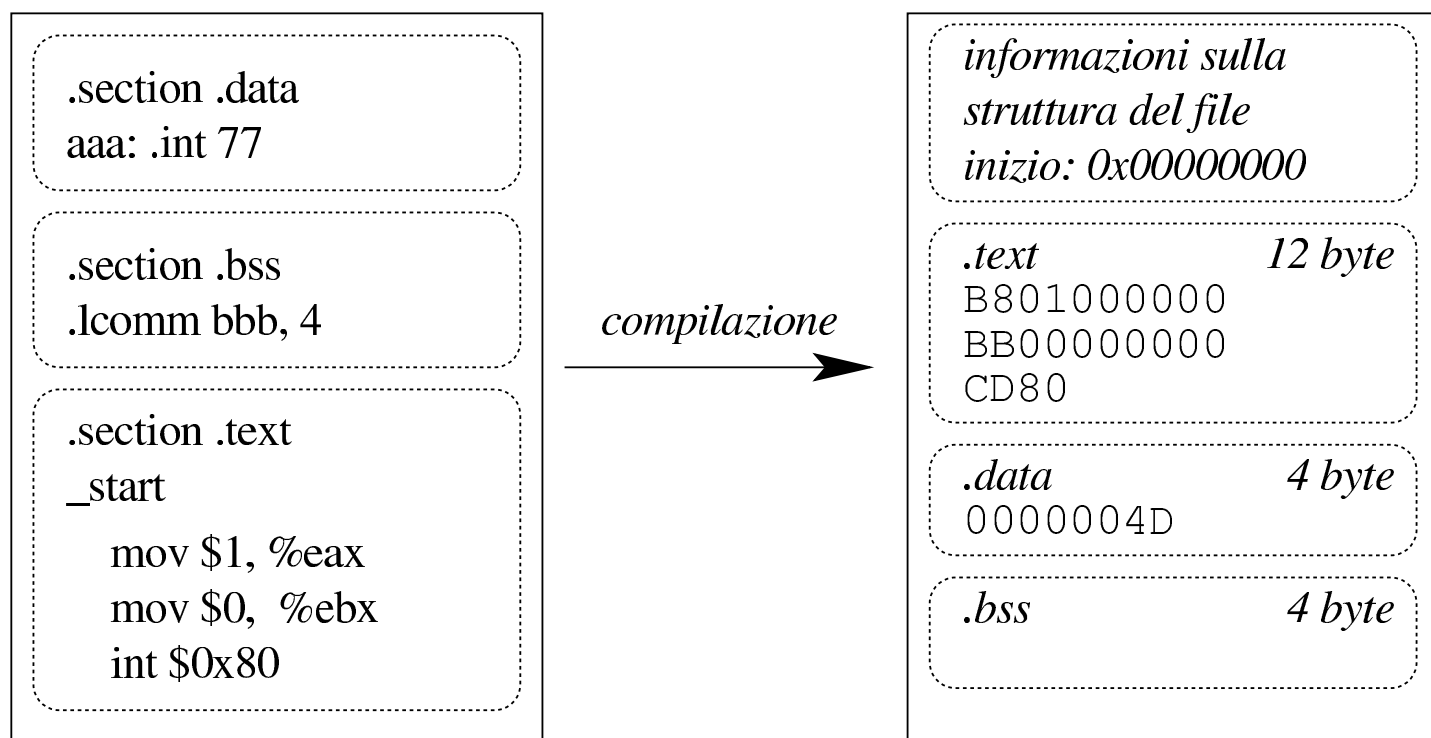 .section .data
aaa: .int 77
.section .bss
.lcomm bbb, 4
.section .text
_start
mov $1, %eax
mov $0, %ebx
int $0x80
compilazione
informazioni sulla
struttura del file
inizio: 0x00000000
.text 12 byte
B801000000
BB00000000
CD80
.data 4 byte
0000004D
.bss 4 byte